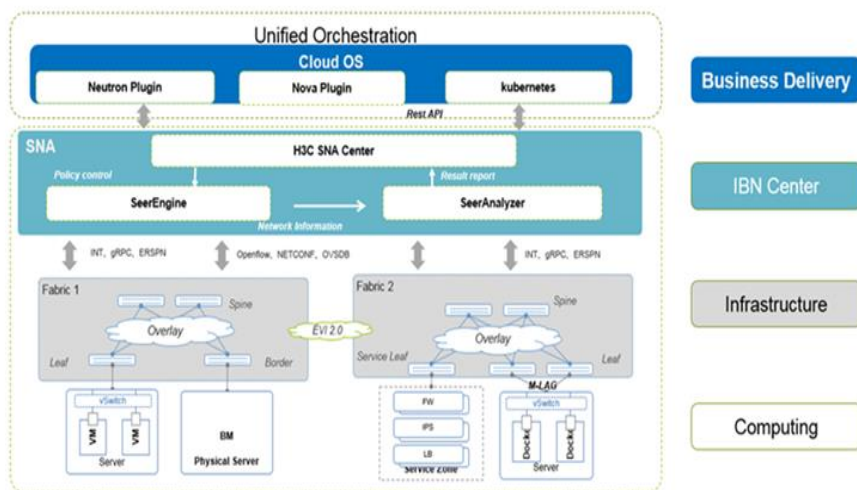 Unified Orchestration
Cloud OS
Neutron Plugin
Nova Plugin
kubernetes
Rest API
Business Delivery
SNA
H3C SNA Center
Policy control
Result report
SeerEngine
SeerAnalyzer
Network Information
IBN Center
INT, gRPC, ERSPN
Openflow, NETCONF, OVSDB
INT, gRPC, ERSPN
Fabric 1
Spine
Overlay
Leaf
Border
EVI 2.0
Fabric 2
Spine
Overlay
Service Leaf
Leaf
Infrastructure
M-LAG
vSwitch
VM
VM
Server
BM
Physical Server
FW
IPS
LB
Service Zone
vSwitch
Docke
Docke
Server
Computing